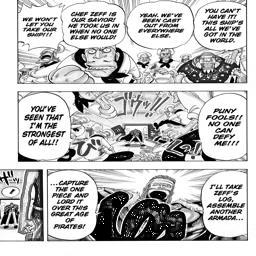 YOU CAN'T
HAVE IT!
THIS SHIP'S
ALL WE'VE
GOT IN THE
WORLD.
YEAH. WE'VE
BEEN CAST
OUT FROM
EVERYWHERE
ELSE.
CHEF ZEFF IS
OUR SAVIOR!
HE TOOK US IN
WHEN NO ONE
ELSE WOULD!
WE WON'T
LET YOU
TAKE OUR
SHIP!!!
PUNY
FOOLS!!
NO ONE
CAN
DEFY
ME!!!
ゴウッ!!
YOU'VE
SEEN THAT
I'M THE
STRONGEST
OF ALL!!
I'LL TAKE
ZEFF'S
LOG,
ASSEMBLE
ANOTHER
ARMADA...
...CAPTURE
THE ONE
PIECE AND
LORD IT
OVER THIS
GREAT
AGE OF
PIRATES!